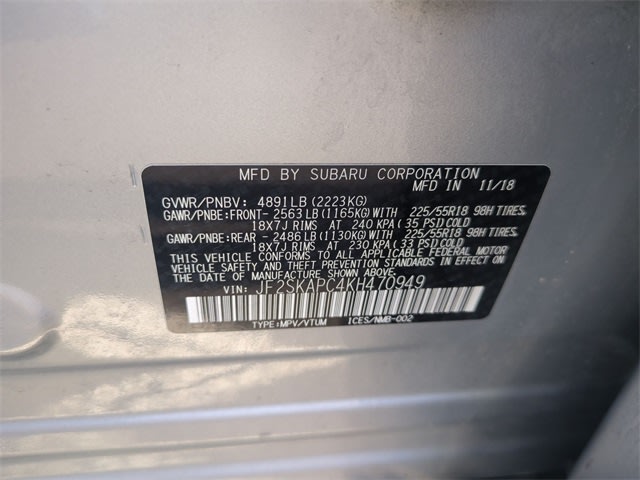 MFD BY SUBARU CORPORATION
MFD IN 11/18
GVWR/PNBV: 4891LB(2223KG)
GAWR/PNBE:FRONT- 2563LB(1165KG)WITH 225/55R18 98H TIRES,
18X7J RIMS AT 240 KPA(35 PSI)COLD
GAWR/PNBE:REAR - 2486LB(1130KG)WITH 225/55R18 98H TIRES,
18X7J RIMS AT 230 KPA(33 PSI)COLD
THIS VEHICLE CONFORMS TO ALL APPLICABLE FEDERAL MOTOR
VEHICLE SAFETY AND THEFT PREVENTION STANDARDS IN EFFECT ON
THE DATE OF MANUFACTURE SHOWN ABOVE.
VIN: JF2SKAPC4KH470949
TYPE:MPV/VTUM ICES/NMB-002